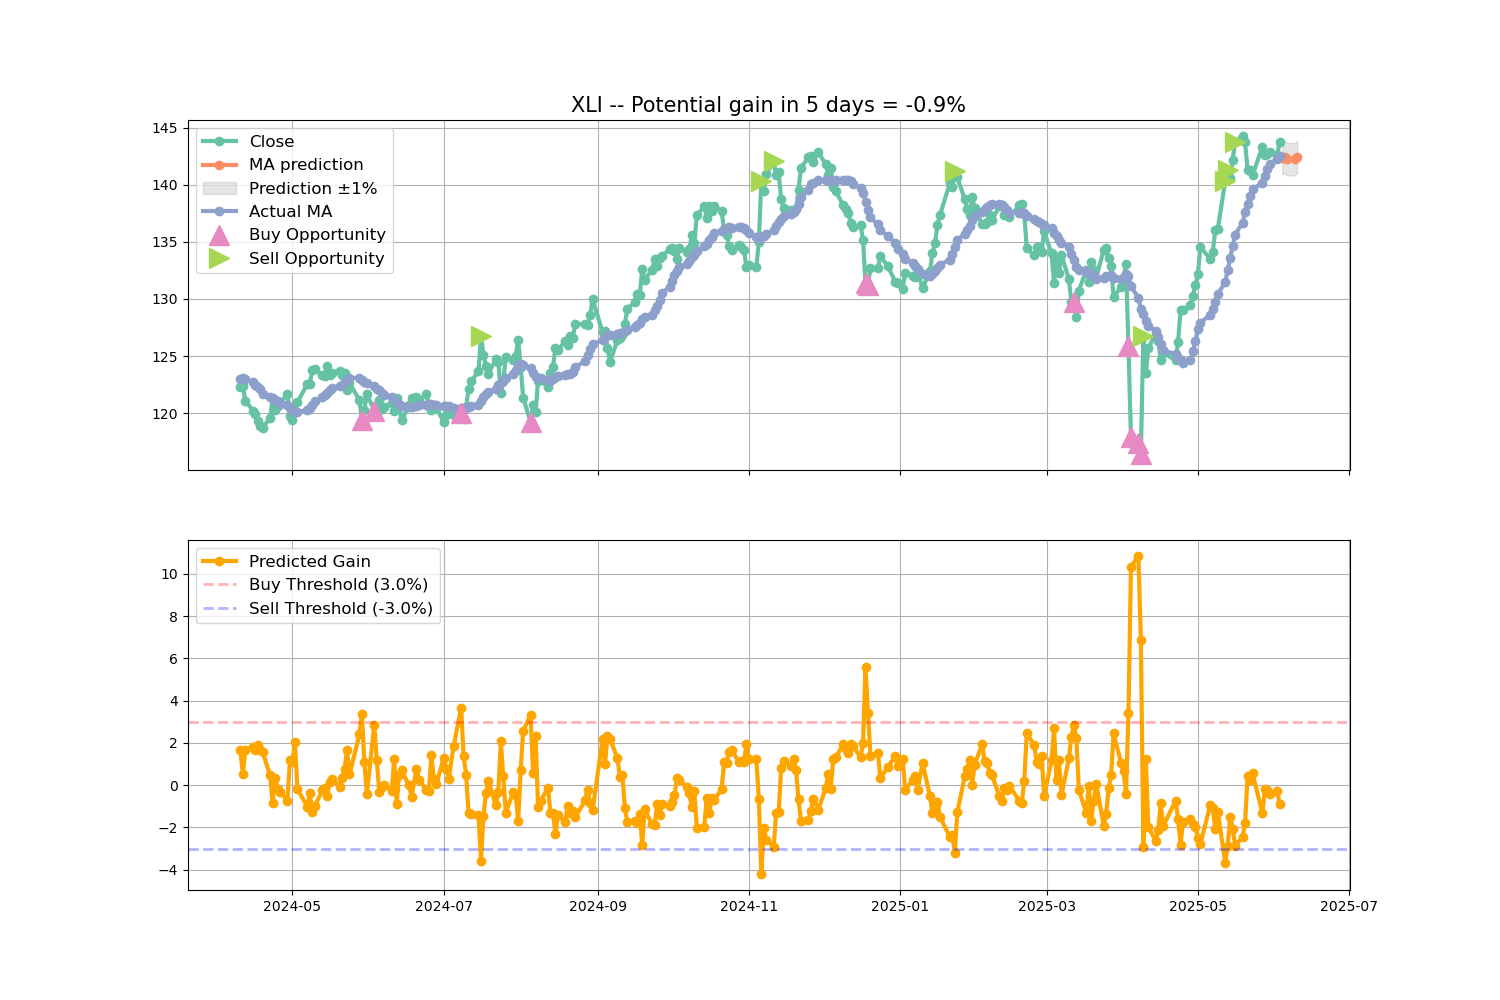 XLI -- Potential gain in 5 days = -0.9%
145
140
135
130
125
120
Close
MA prediction
Prediction ±1%
Actual MA
Buy Opportunity
Sell Opportunity
10
8
6
4
2
0
−2
−4
Predicted Gain
Buy Threshold (3.0%)
Sell Threshold (-3.0%)
2024-05 2024-07 2024-09 2024-11 2025-01 2025-03 2025-05 2025-07